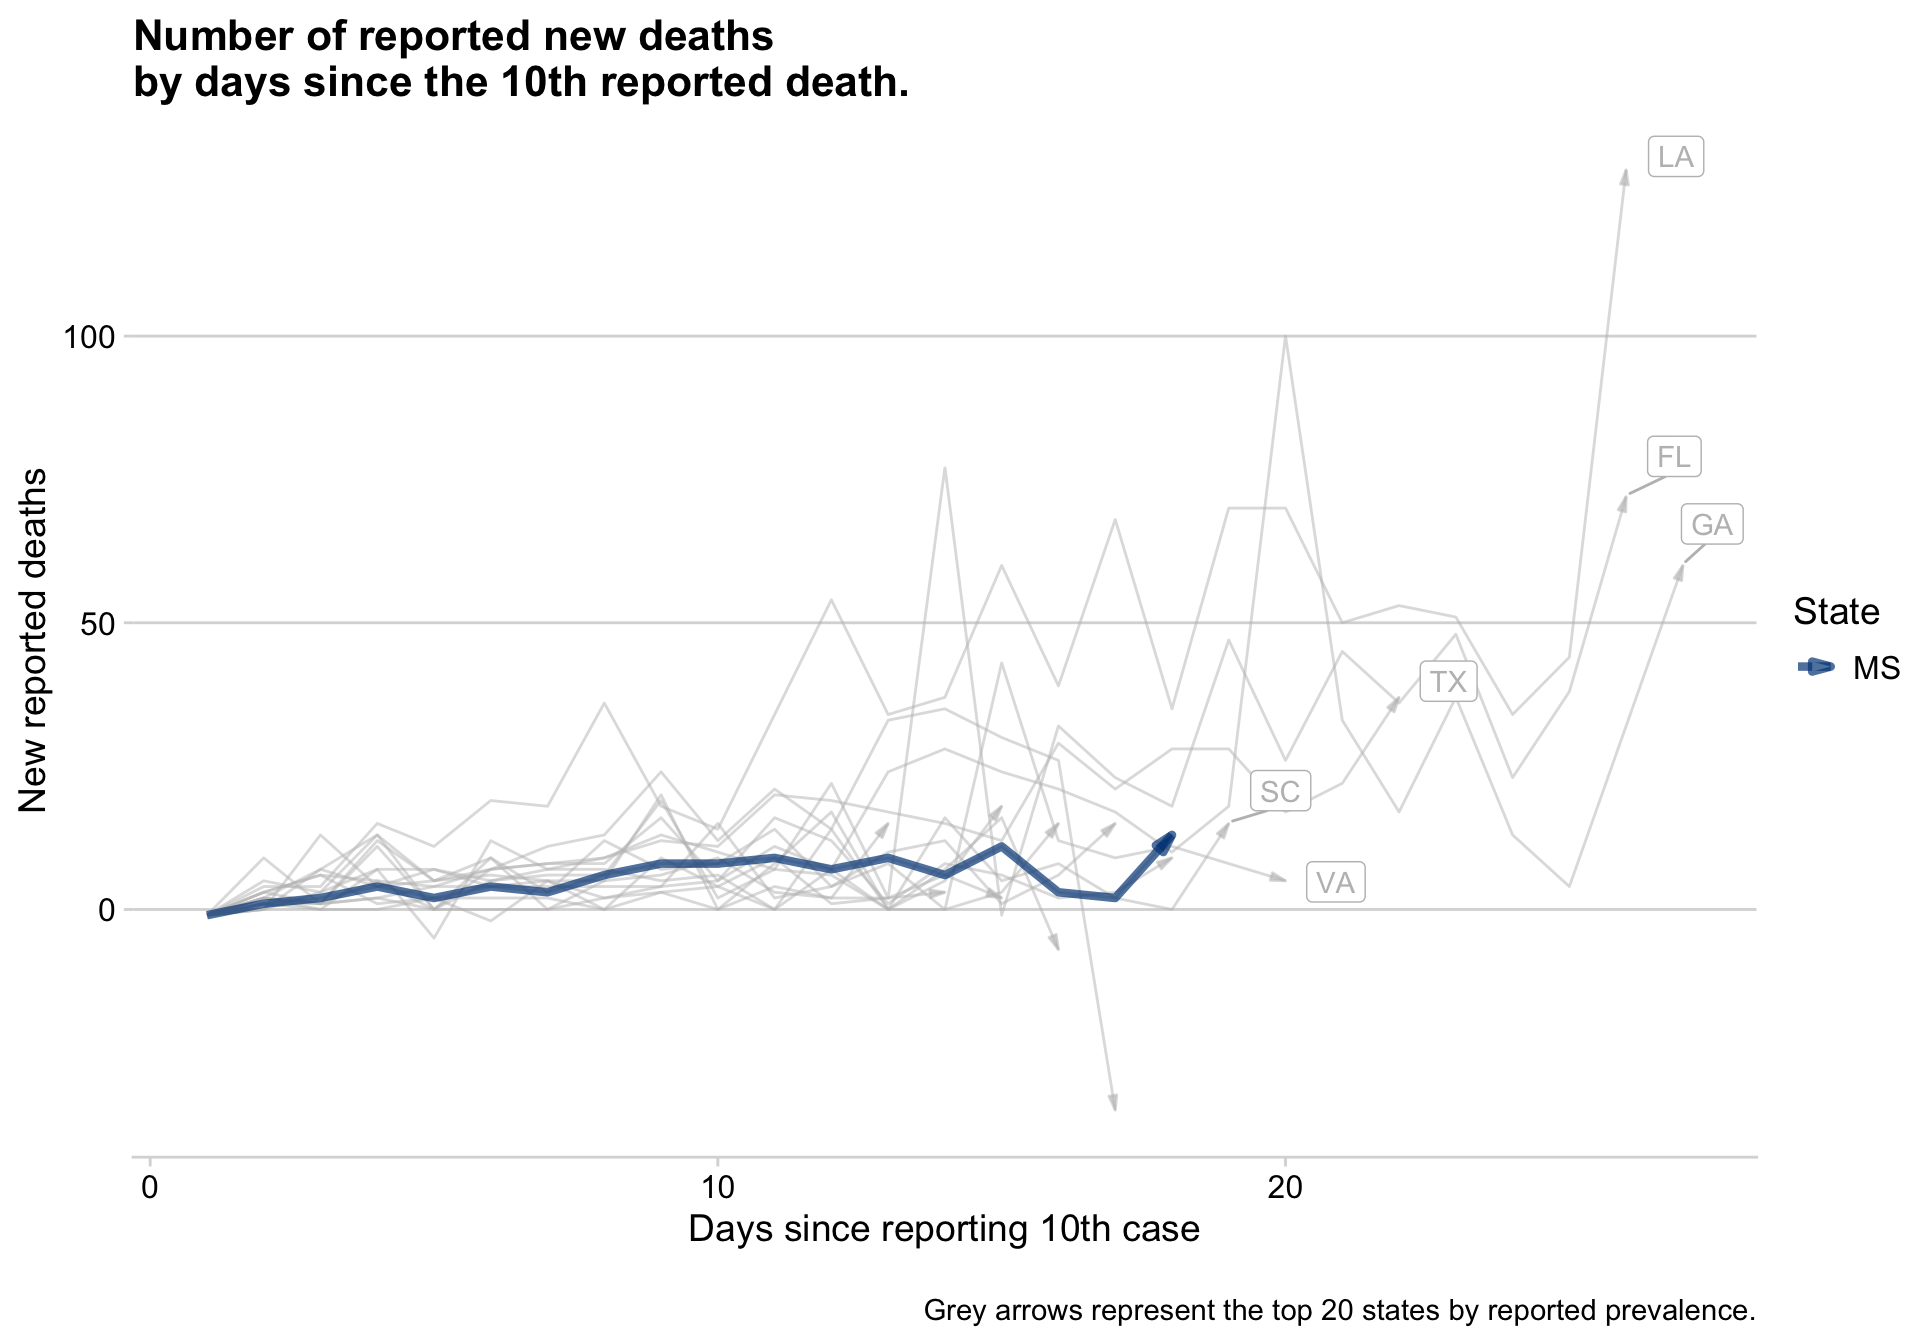 Number of reported new deaths
by days since the 10th reported death.
LA
FL
GA
TX
SC
VA
100
50
0
New reported deaths
State
MS
0
10
20
Days since reporting 10th case
Grey arrows represent the top 20 states by reported prevalence.